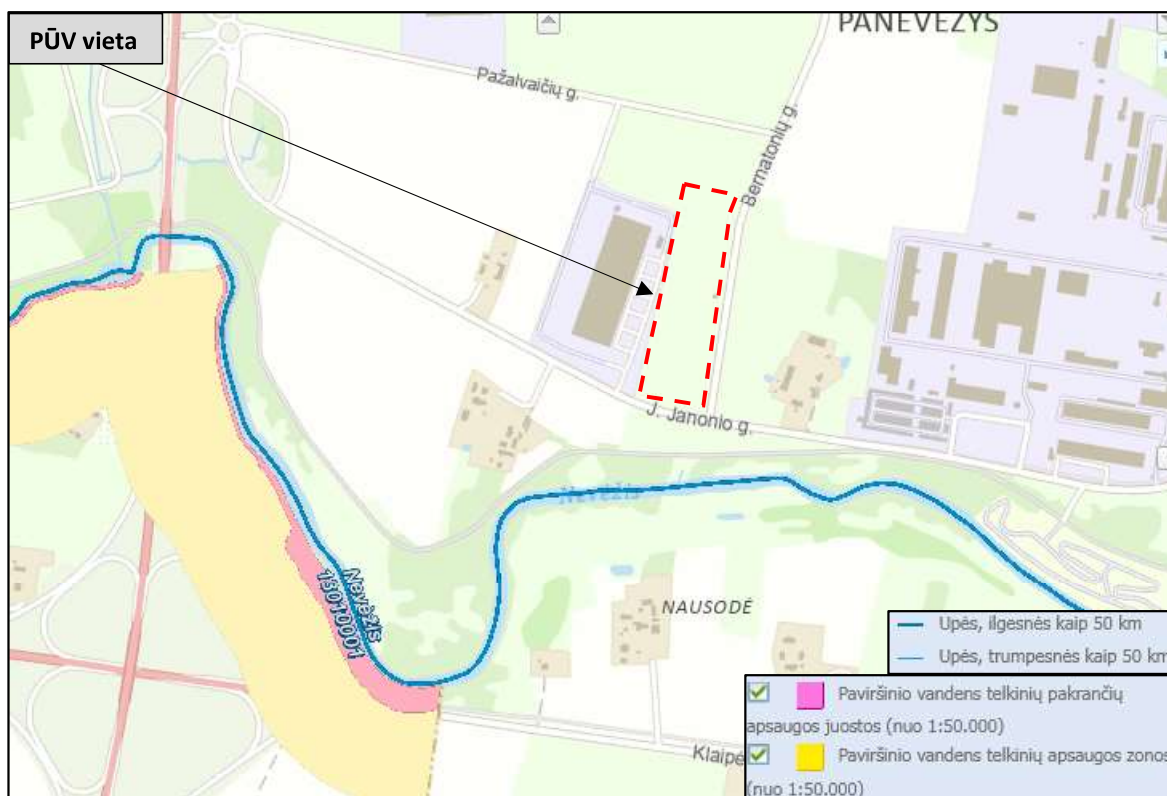 PŪV vieta
PANEVĖŽYS
Pažalvaičių g.
Bernatonių g.
J. Janonio g.
Nevėžis
Nevėžis
13010001
NAUSODĖ
Upės, ilgesnės kaip 50 km
Upės, trumpesnės kaip 50 km
Paviršinio vandens telkinių pakrančių
apsaugos juostos (nuo 1:50.000)
Paviršinio vandens telkinių apsaugos zonos
(nuo 1:50.000)
Klaipė